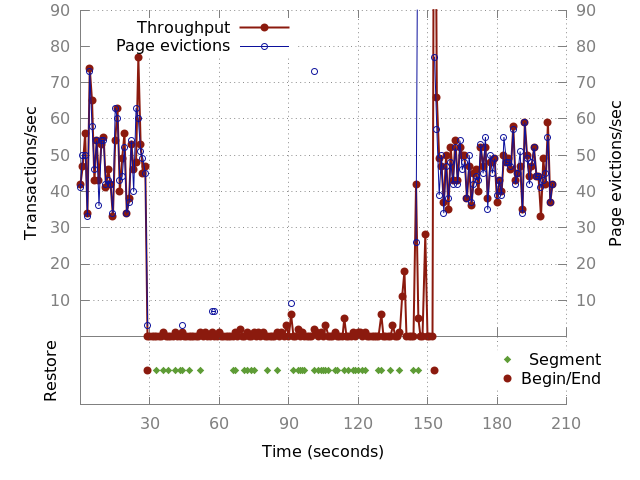 Throughput
Page evictions
90
80
70
60
50
40
30
20
10
Transactions/sec
90
80
70
60
50
40
30
20
10
Page evictions/sec
Restore
Segment
Begin/End
30 60 90 120 150 180 210
Time (seconds)